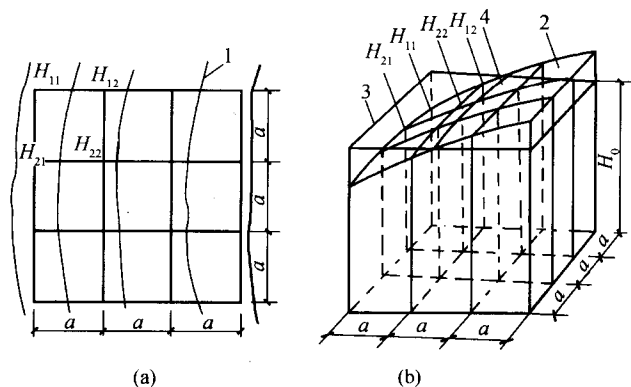 H₁₁ H₁₂ 1
H₂₁ H₂₂
a
a
a
a a a
(a)
H₂₁ H₁₁ H₂₂ H₁₂ 4 2
3
H₀
a
a
a
a a a
(b)